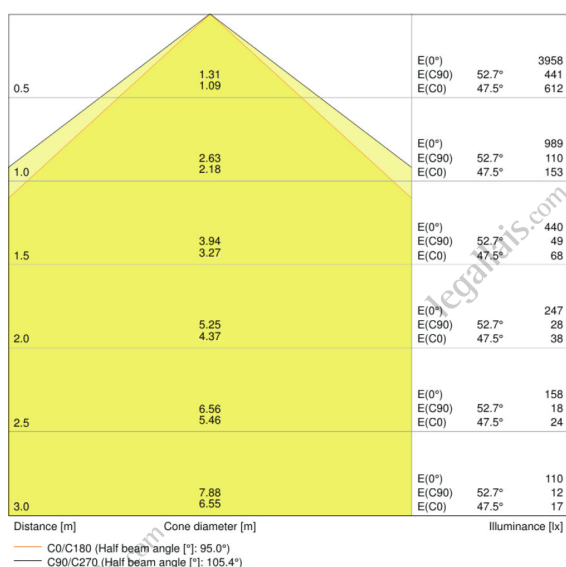 E(0°) 3958
1.31 E(C90) 52.7° 441
0.5 1.09 E(C0) 47.5° 612
E(0°) 989
2.63 E(C90) 52.7° 110
1.0 2.18 E(C0) 47.5° 153
E(0°) 440
3.94 E(C90) 52.7° 49
1.5 3.27 E(C0) 47.5° 68
legallais.com
E(0°) 247
5.25 E(C90) 52.7° 28
2.0 4.37 E(C0) 47.5° 38
E(0°) 158
6.56 E(C90) 52.7° 18
2.5 5.46 E(C0) 47.5° 24
E(0°) 110
7.88 E(C90) 52.7° 12
3.0 6.55 E(C0) 47.5° 17
Distance [m] Cone diameter [m] Illuminance [lx]
.com
C0/C180 (Half beam angle [°]: 95.0°)
C90/C270 (Half beam angle [°]: 105.4°)